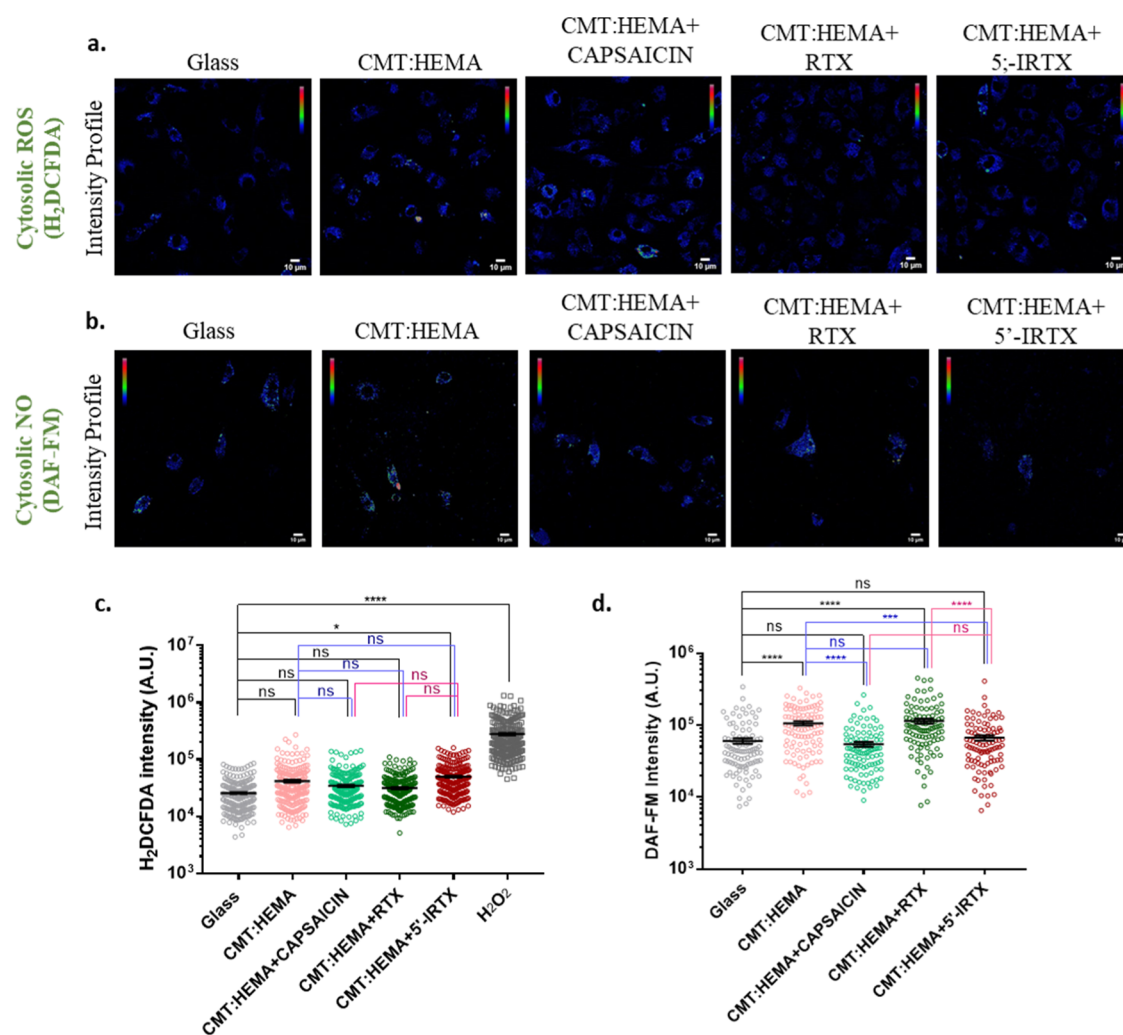 a.
Glass
CMT:HEMA
CMT:HEMA+
CAPSAICIN
CMT:HEMA+
RTX
CMT:HEMA+
5;-IRTX
Cytosolic ROS
(H₂DCFDA)
Intensity Profile
10 µm
10 µm
10 µm
10 µm
10 µm
b.
Glass
CMT:HEMA
CMT:HEMA+
CAPSAICIN
CMT:HEMA+
RTX
CMT:HEMA+
5'-IRTX
Cytosolic NO
(DAF-FM)
Intensity Profile
10 µm
10 µm
10 µm
10 µm
10 µm
c.
****
*
ns
ns
ns
ns
ns
ns
ns
ns
H₂DCFDA intensity (A.U.)
10⁷
10⁶
10⁵
10⁴
10³
Glass
CMT:HEMA
CMT:HEMA+CAPSAICIN
CMT:HEMA+RTX
CMT:HEMA+5'-IRTX
H₂O₂
d.
ns
****
****
***
ns
ns
ns
****
****
DAF-FM Intensity (A.U.)
10⁶
10⁵
10⁴
10³
Glass
CMT:HEMA
CMT:HEMA+CAPSAICIN
CMT:HEMA+RTX
CMT:HEMA+5'-IRTX